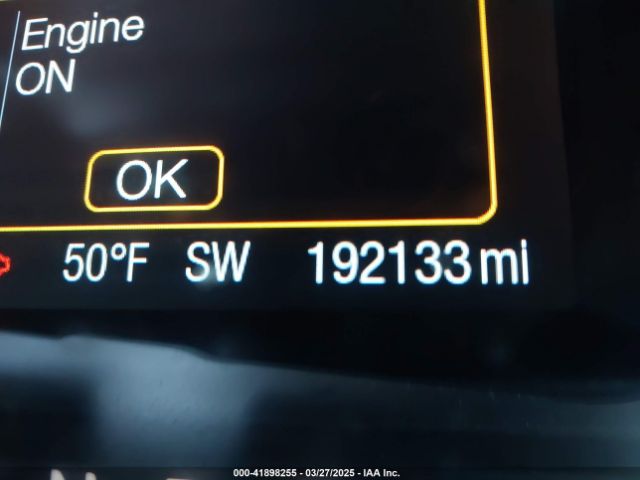 Engine
ON
OK
50°F SW 192133 mi
000-41898255 - 03/27/2025 - IAA Inc.